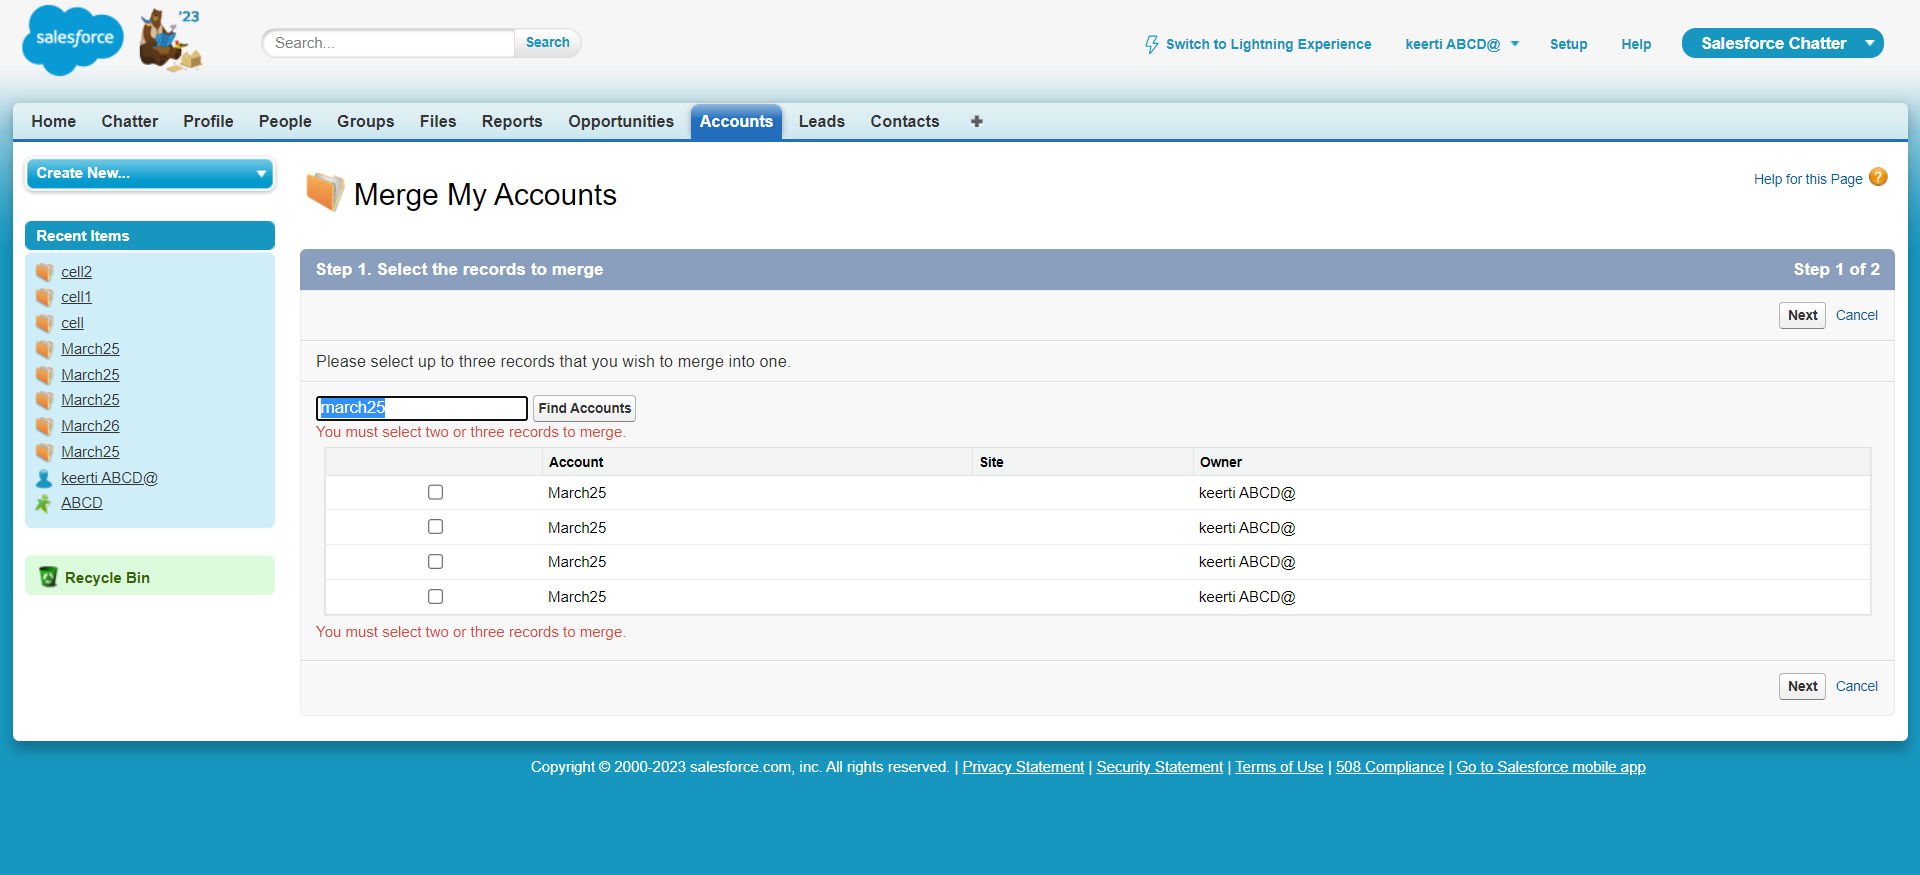 salesforce
'23
Search...
Search
Switch to Lightning Experience
keerti ABCD@
Setup
Help
Salesforce Chatter
Home
Chatter
Profile
People
Groups
Files
Reports
Opportunities
Accounts
Leads
Contacts
Create New...
Recent Items
cell2
cell1
cell
March25
March25
March25
March26
March25
keerti ABCD@
ABCD
Recycle Bin
Merge My Accounts
Help for this Page ?
Step 1. Select the records to merge
Step 1 of 2
Next Cancel
Please select up to three records that you wish to merge into one.
march25 Find Accounts
You must select two or three records to merge.
Account Site Owner
March25 keerti ABCD@
March25 keerti ABCD@
March25 keerti ABCD@
March25 keerti ABCD@
You must select two or three records to merge.
Next Cancel
Copyright © 2000-2023 salesforce.com, inc. All rights reserved. | Privacy Statement | Security Statement | Terms of Use | 508 Compliance | Go to Salesforce mobile app